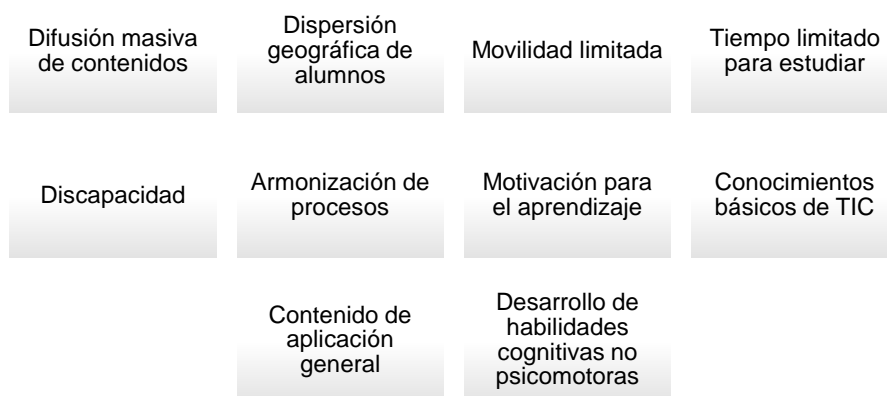 Difusión masiva
de contenidos
Dispersión
geográfica de
alumnos
Movilidad limitada
Tiempo limitado
para estudiar
Discapacidad
Armonización de
procesos
Motivación para
el aprendizaje
Conocimientos
básicos de TIC
Contenido de
aplicación
general
Desarrollo de
habilidades
cognitivas no
psicomotoras